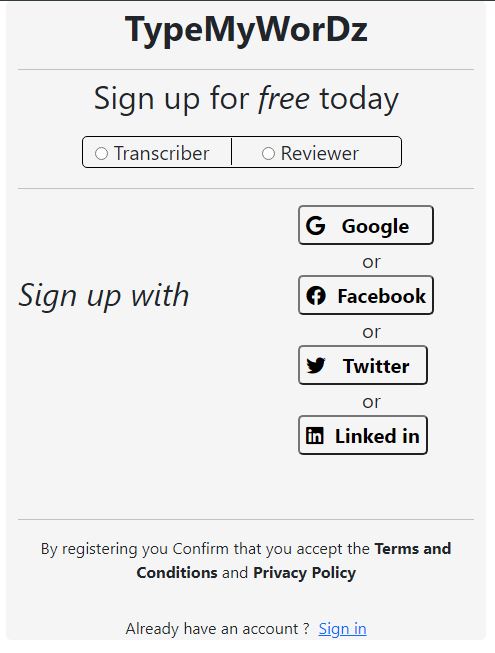 TypeMyWorDz
Sign up for free today
Transcriber Reviewer
Google
or
Sign up with
Facebook
or
Twitter
or
Linked in
By registering you Confirm that you accept the Terms and
Conditions and Privacy Policy
Already have an account ? Sign in